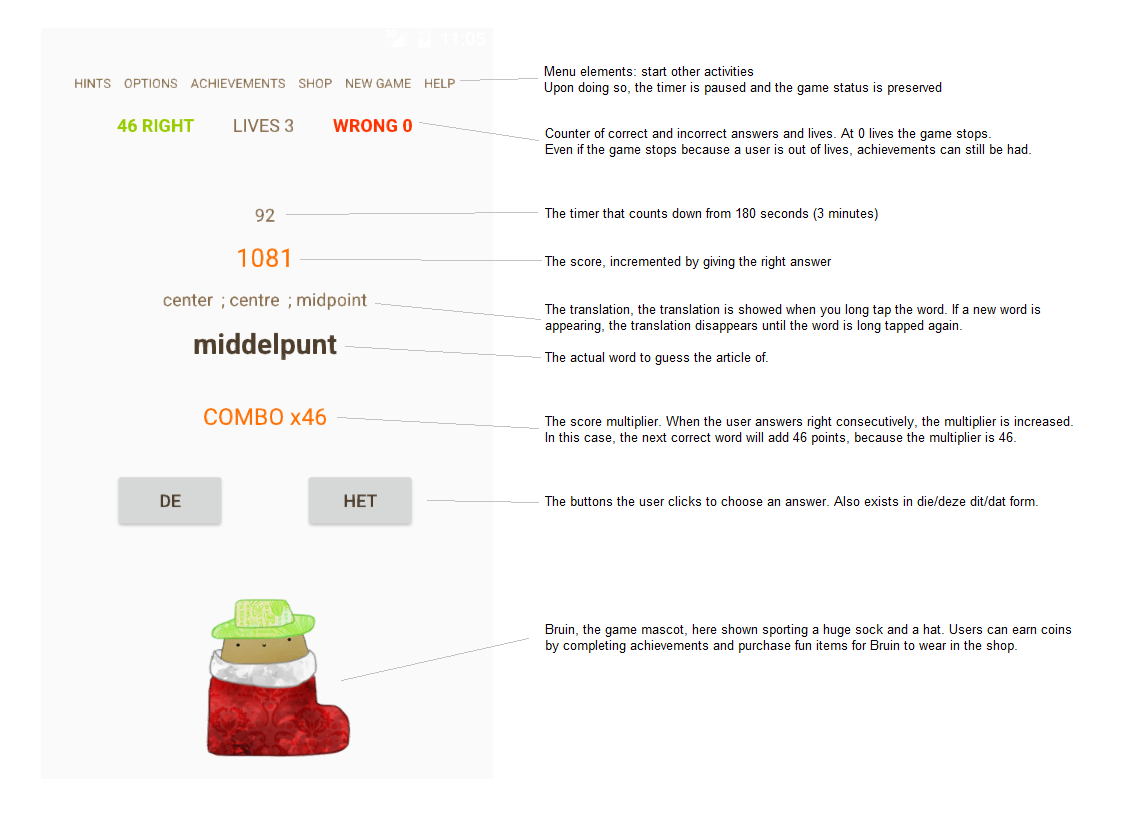 11:05
HINTS OPTIONS ACHIEVEMENTS SHOP NEW GAME HELP
Menu elements: start other activities
Upon doing so, the timer is paused and the game status is preserved
46 RIGHT LIVES 3 WRONG 0
Counter of correct and incorrect answers and lives. At 0 lives the game stops.
Even if the game stops because a user is out of lives, achievements can still be had.
92
The timer that counts down from 180 seconds (3 minutes)
1081
The score, incremented by giving the right answer
center ; centre ; midpoint
The translation, the translation is showed when you long tap the word. If a new word is
appearing, the translation disappears until the word is long tapped again.
middelpunt
The actual word to guess the article of.
COMBO x46
The score multiplier. When the user answers right consecutively, the multiplier is increased.
In this case, the next correct word will add 46 points, because the multiplier is 46.
DE HET
The buttons the user clicks to choose an answer. Also exists in die/deze dit/dat form.
Bruin, the game mascot, here shown sporting a huge sock and a hat. Users can earn coins
by completing achievements and purchase fun items for Bruin to wear in the shop.